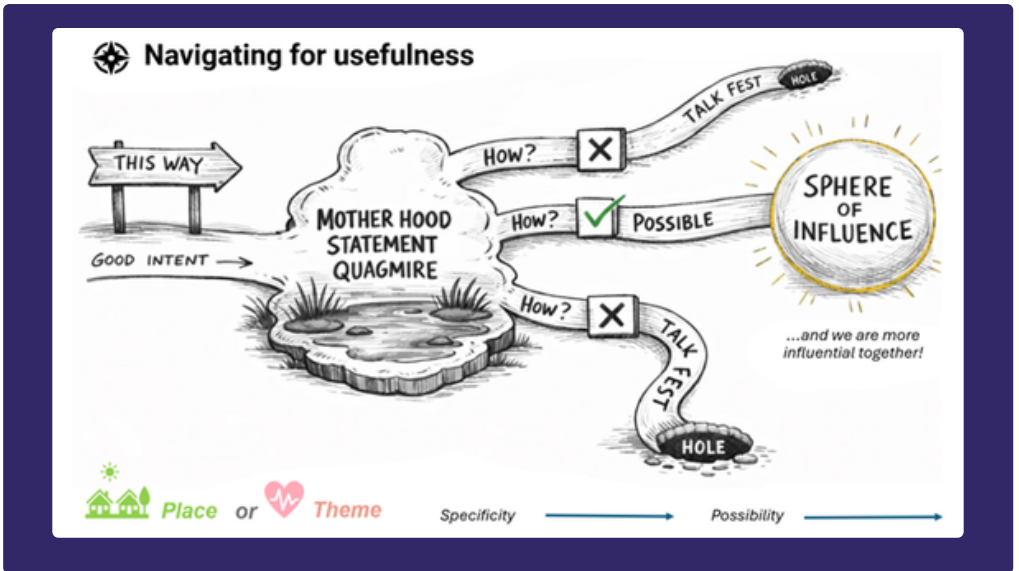 Navigating for usefulness
THIS WAY
GOOD INTENT
MOTHER HOOD
STATEMENT
QUAGMIRE
HOW?
TALK FEST
HOLE
HOW?
POSSIBLE
SPHERE
OF
INFLUENCE
...and we are more
influential together!
HOW?
TALK FEST
HOLE
Place or Theme
Specificity
Possibility